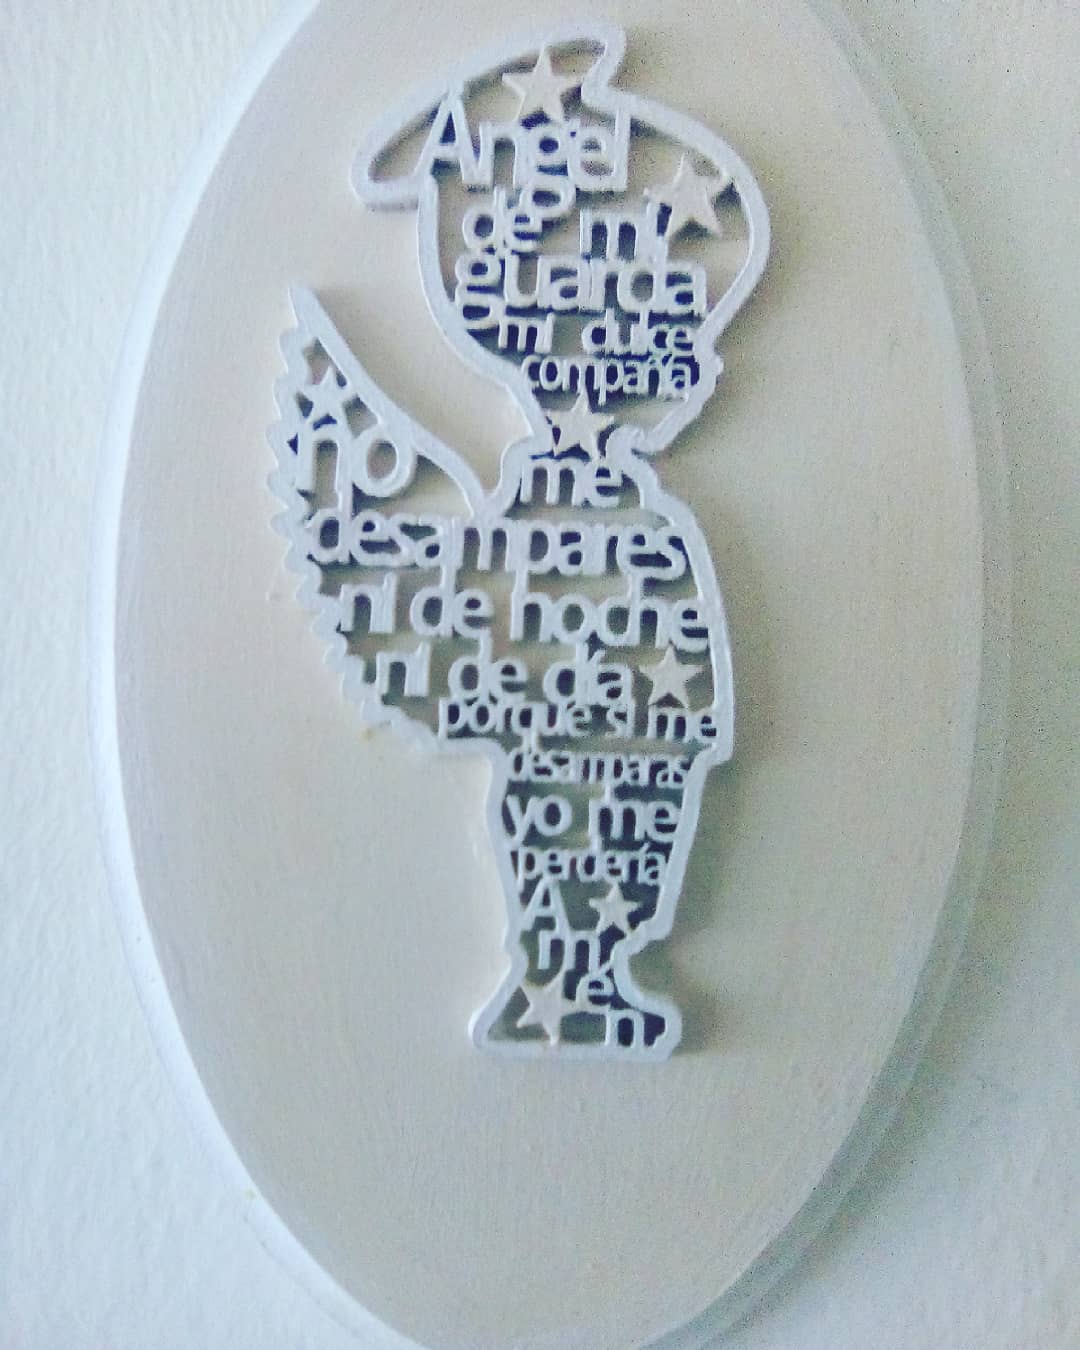 Angel
de mi
guarda
mi dulce
compañía
no me
desampares
ni de noche
ni de día
porque si me
desamparas
yo me
perdería
A
m
é
n